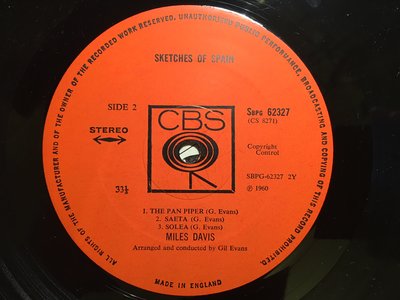 ALL RIGHTS OF THE MANUFACTURER AND OF THE OWNER OF THE RECORDED WORK RESERVED. UNAUTHORISED PUBLIC PERFORMANCE, BROADCASTING AND COPYING OF THIS RECORD PROHIBITED.
SKETCHES OF SPAIN
SIDE 2
STEREO
33⅓
CBS
SBPG 62327
(CS 8271)
Copyright
Control
SBPG-62327 2Y
℗ 1960
1. THE PAN PIPER (G. Evans)
2. SAETA (G. Evans)
3. SOLEA (G. Evans)
MILES DAVIS
Arranged and conducted by Gil Evans
MADE IN ENGLAND